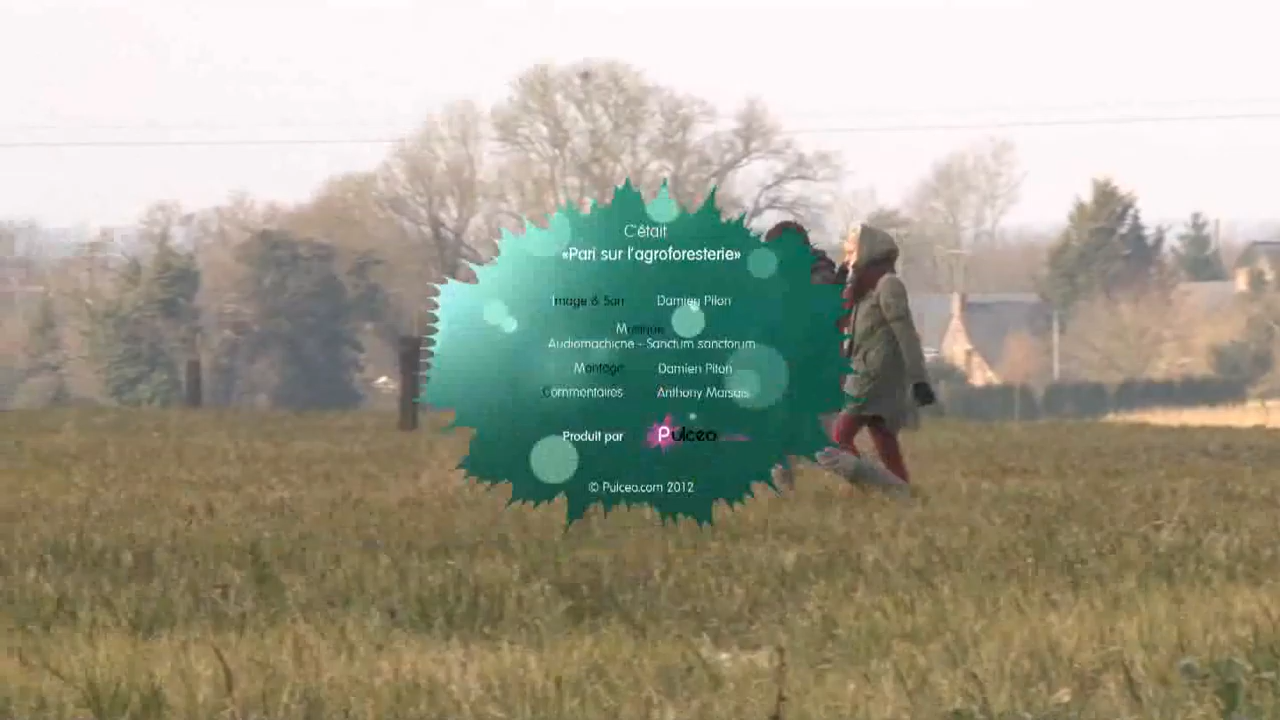 C'était
«Pari sur l'agroforesterie»
Image & Son Damien Pilon
Musique
Audiomachine - Sanctum sanctorum
Montage Damien Pilon
Commentaires Anthony Marsais
Produit par Pulceo
© Pulceo.com 2012